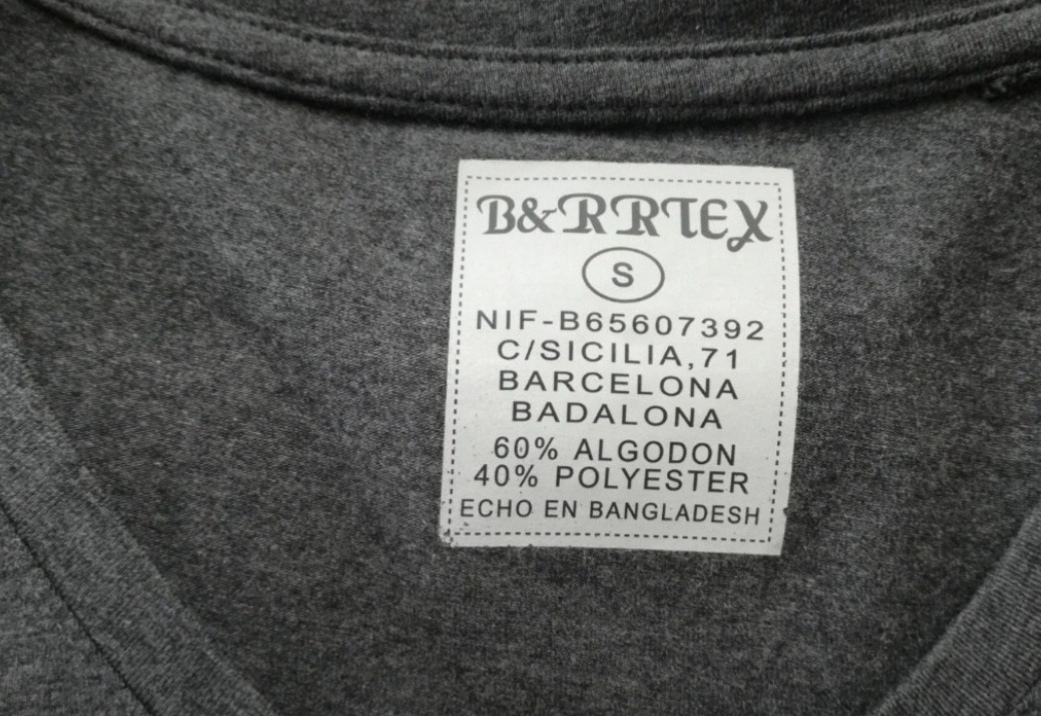 B&RRTEX
S
NIF-B65607392
C/SICILIA,71
BARCELONA
BADALONA
60% ALGODON
40% POLYESTER
ECHO EN BANGLADESH